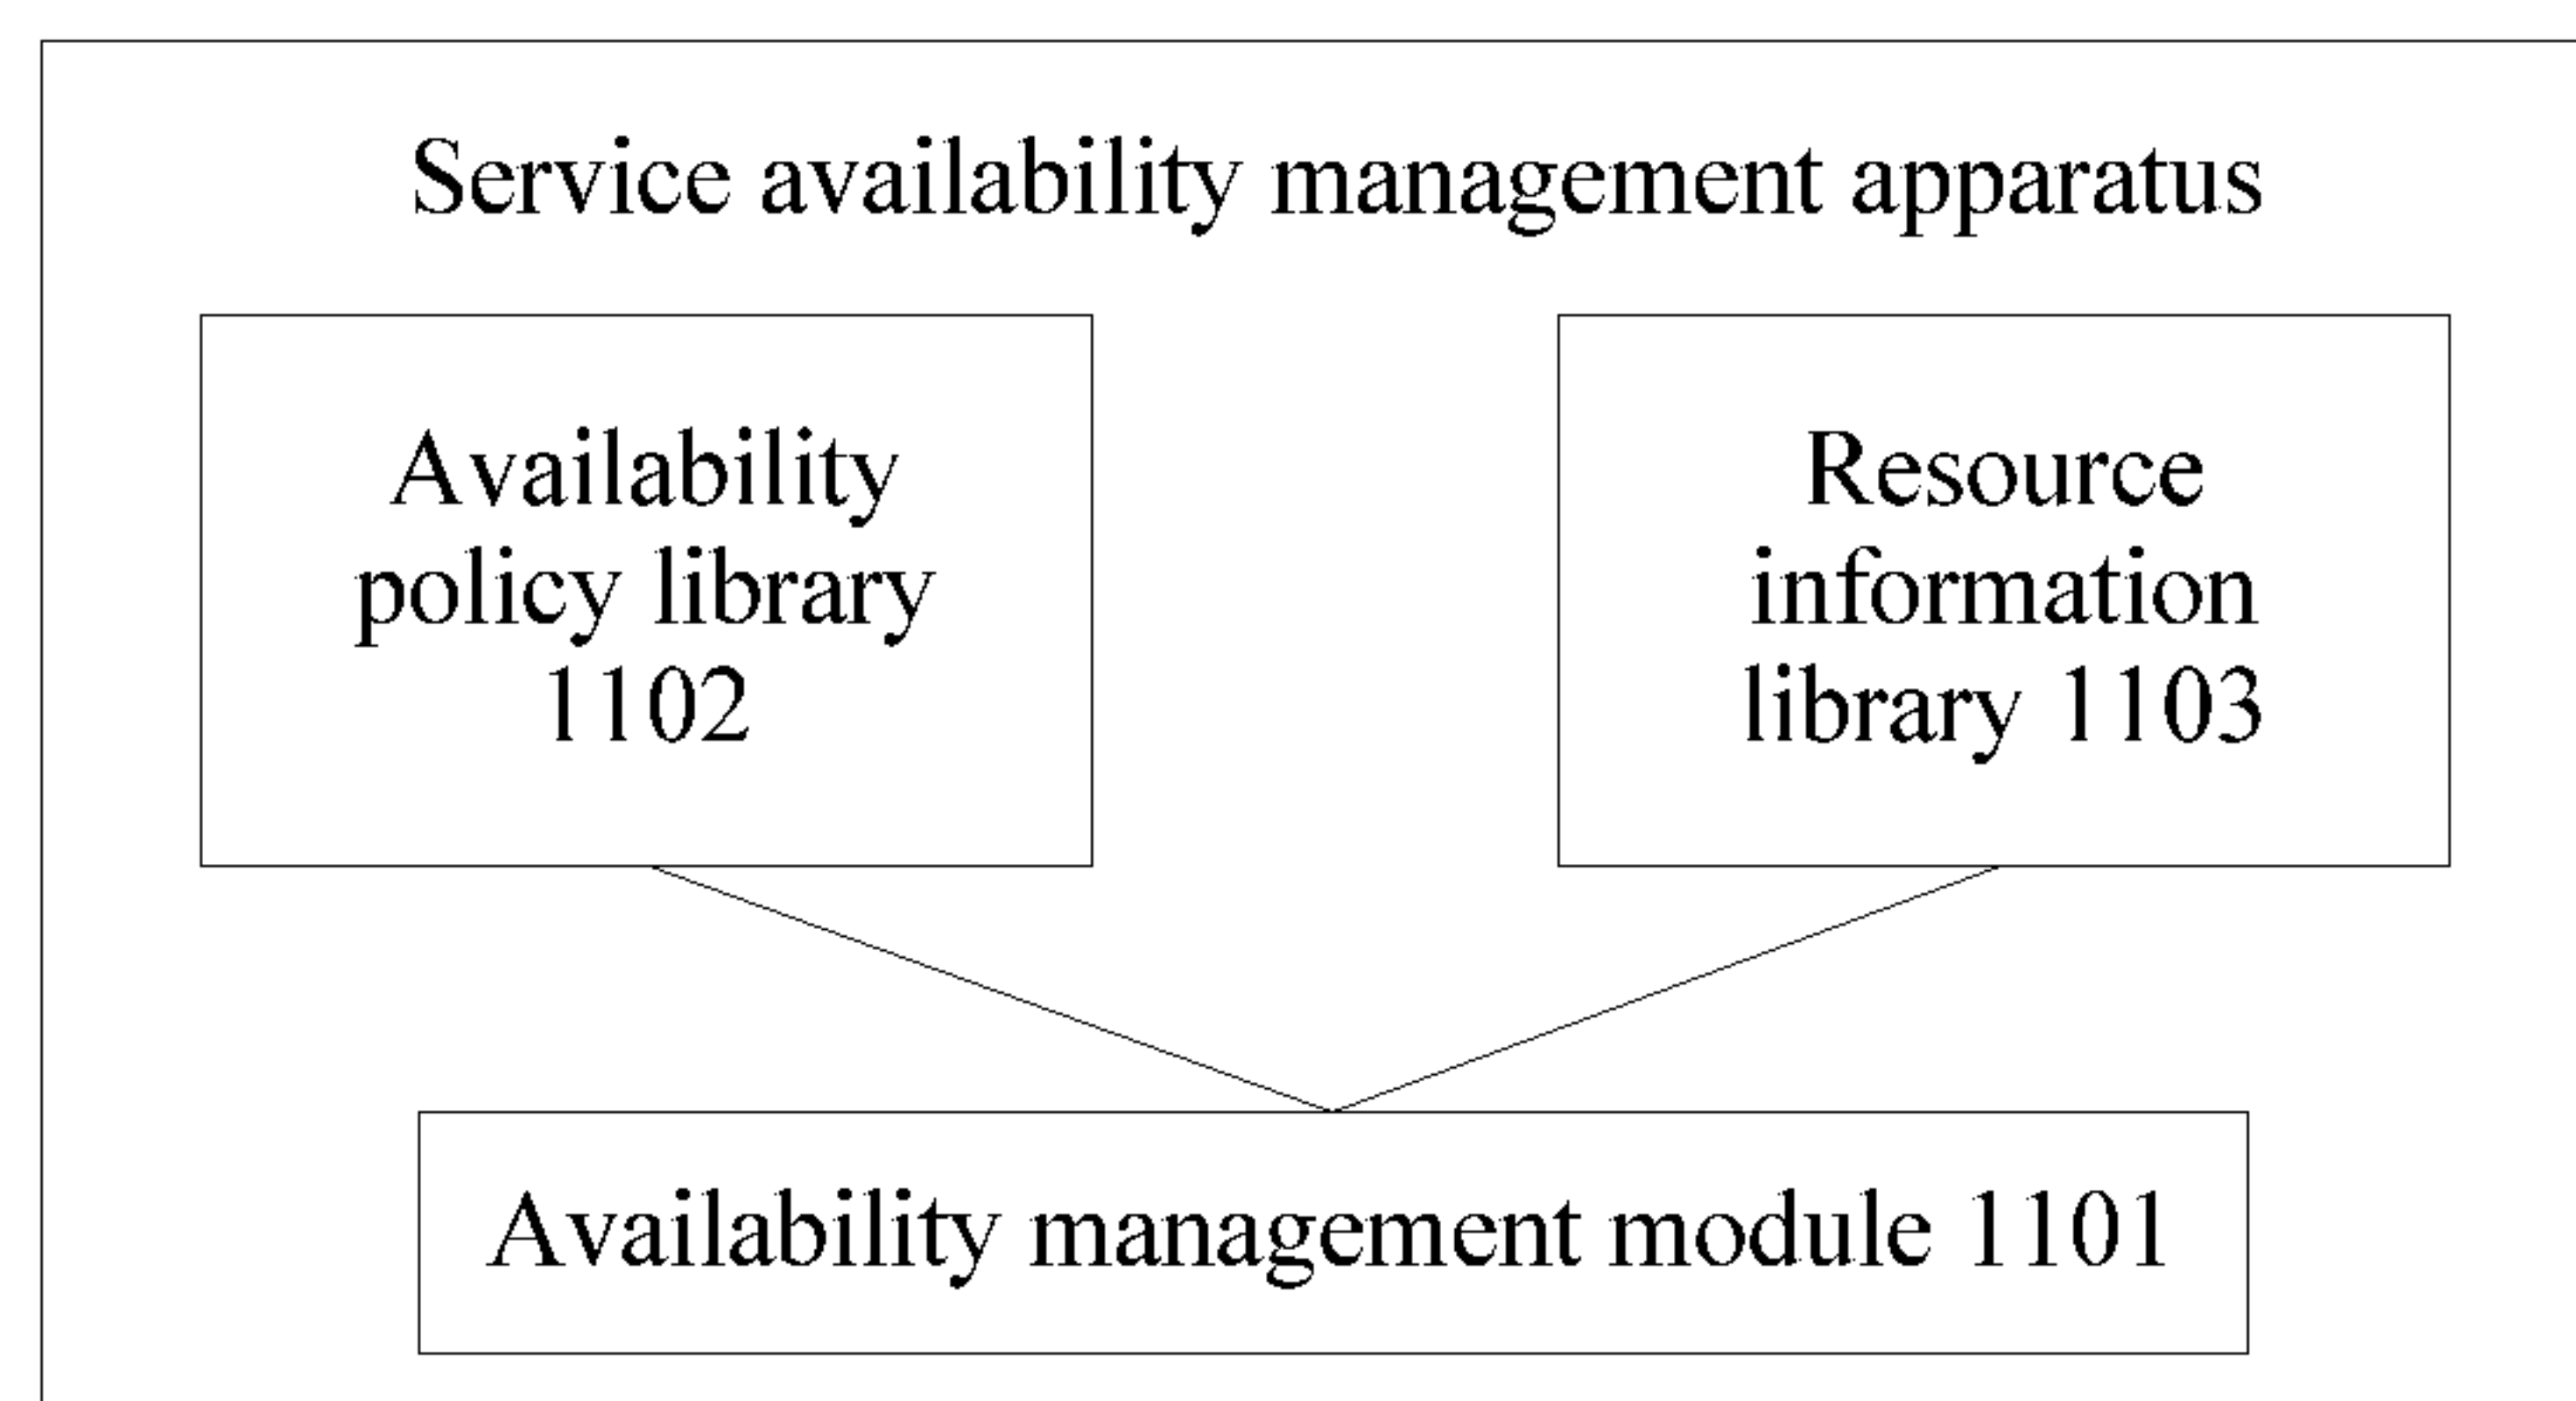 Service availability management apparatus
Availability
policy library
1102
Resource
information
library 1103
Availability management module 1101